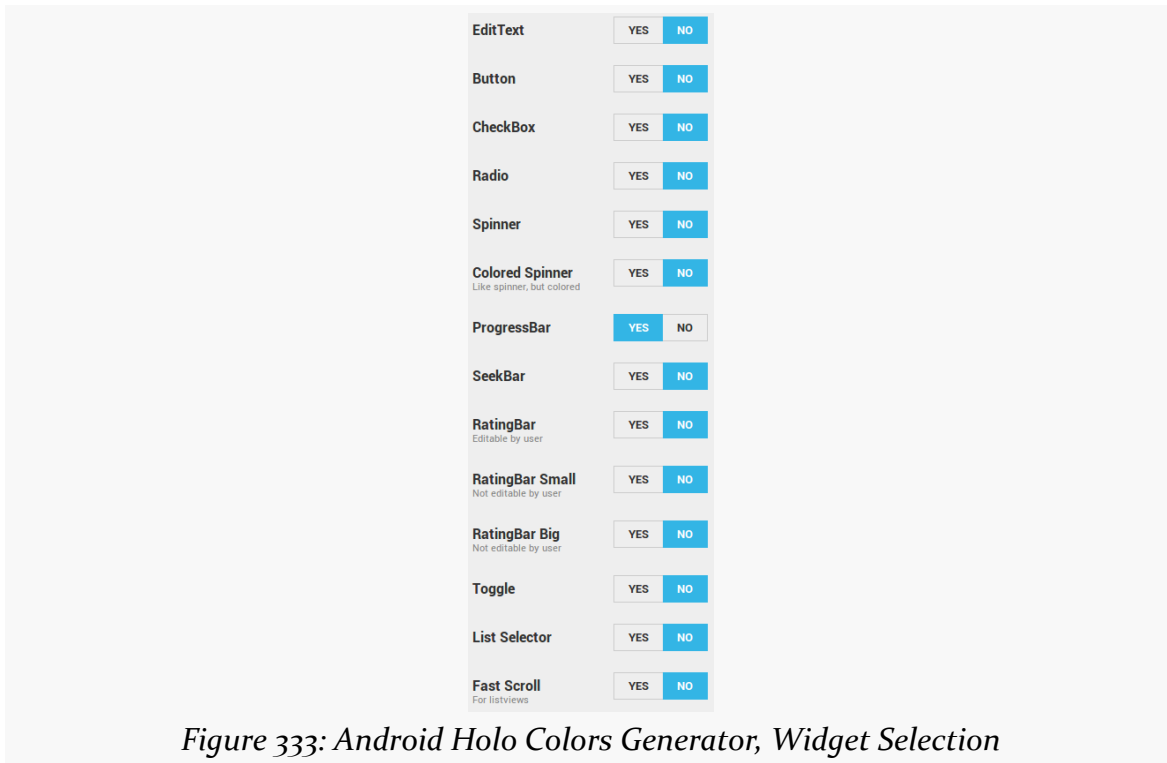 EditText YES NO
Button YES NO
CheckBox YES NO
Radio YES NO
Spinner YES NO
Colored Spinner YES NO
Like spinner, but colored
ProgressBar YES NO
SeekBar YES NO
RatingBar YES NO
Editable by user
RatingBar Small YES NO
Not editable by user
RatingBar Big YES NO
Not editable by user
Toggle YES NO
List Selector YES NO
Fast Scroll YES NO
For listviews
Figure 333: Android Holo Colors Generator, Widget Selection